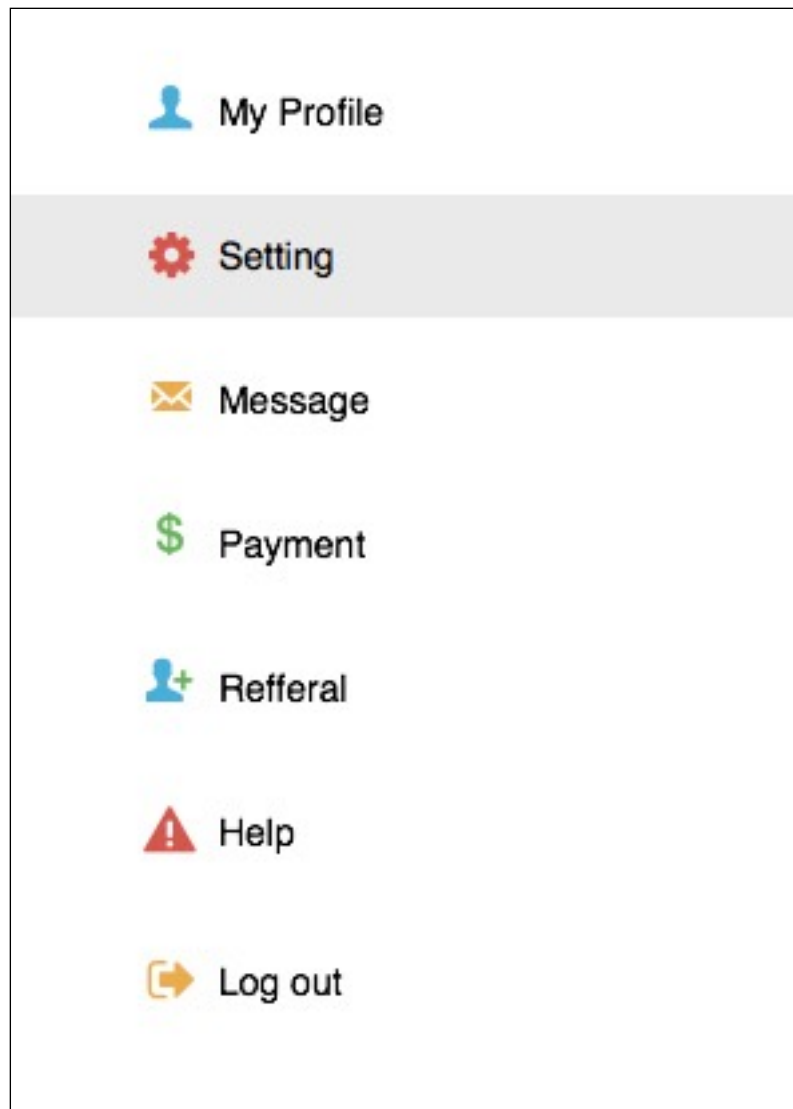 My Profile
Setting
Message
$ Payment
Refferal
Help
Log out